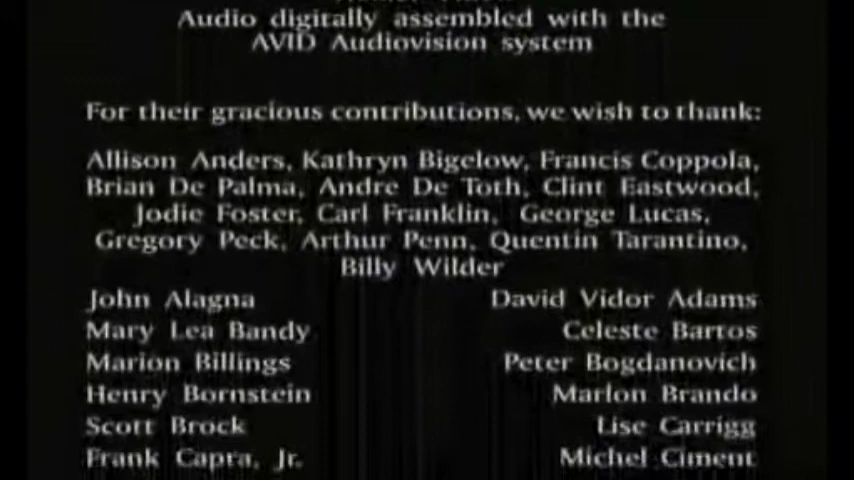 Audio digitally assembled with the
AVID Audiovision system
For their gracious contributions, we wish to thank:
Allison Anders, Kathryn Bigelow, Francis Coppola,
Brian De Palma, Andre De Toth, Clint Eastwood,
Jodie Foster, Carl Franklin, George Lucas,
Gregory Peck, Arthur Penn, Quentin Tarantino,
Billy Wilder
John Alagna David Vidor Adams
Mary Lea Bandy Celeste Bartos
Marion Billings Peter Bogdanovich
Henry Bornstein Marlon Brando
Scott Brock Lise Carrigg
Frank Capra, Jr. Michel Ciment